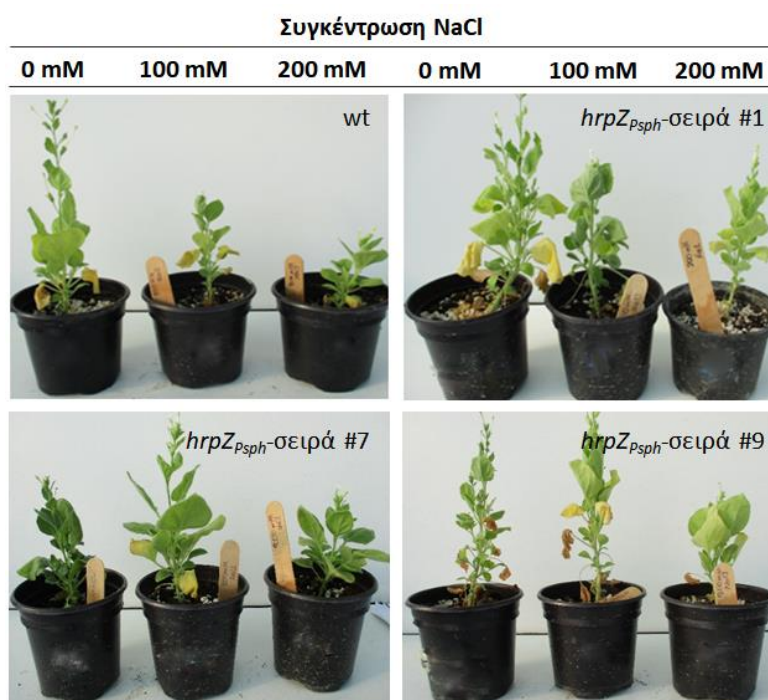 Συγκέντρωση NaCl
0 mM 100 mM 200 mM 0 mM 100 mM 200 mM
wt
hrpZPsph-σειρά #1
hrpZPsph-σειρά #7
hrpZPsph-σειρά #9